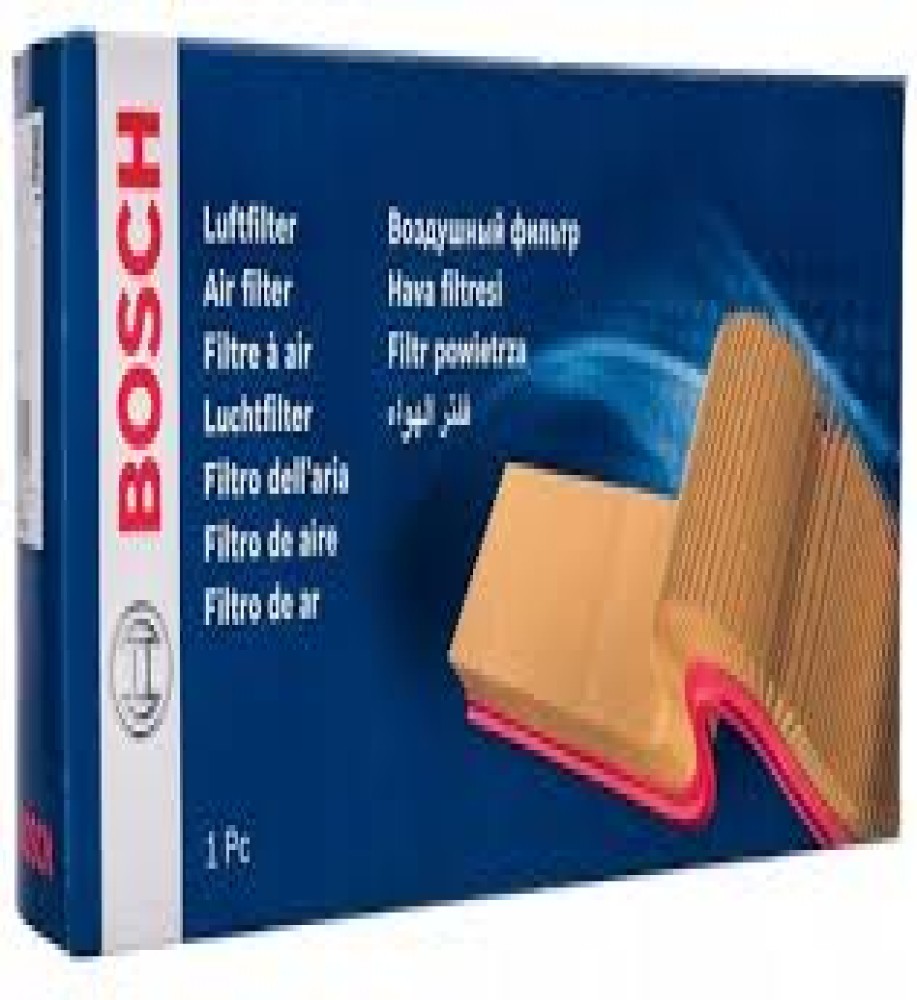 BOSCH
Luftfilter
Air filter
Filtre à air
Luchtfilter
Filtro dell'aria
Filtro de aire
Filtro de ar
Воздушный фильтр
Hava filtresi
Filtr powietrza
فلتر الهواء
1 Pc
BOSCH